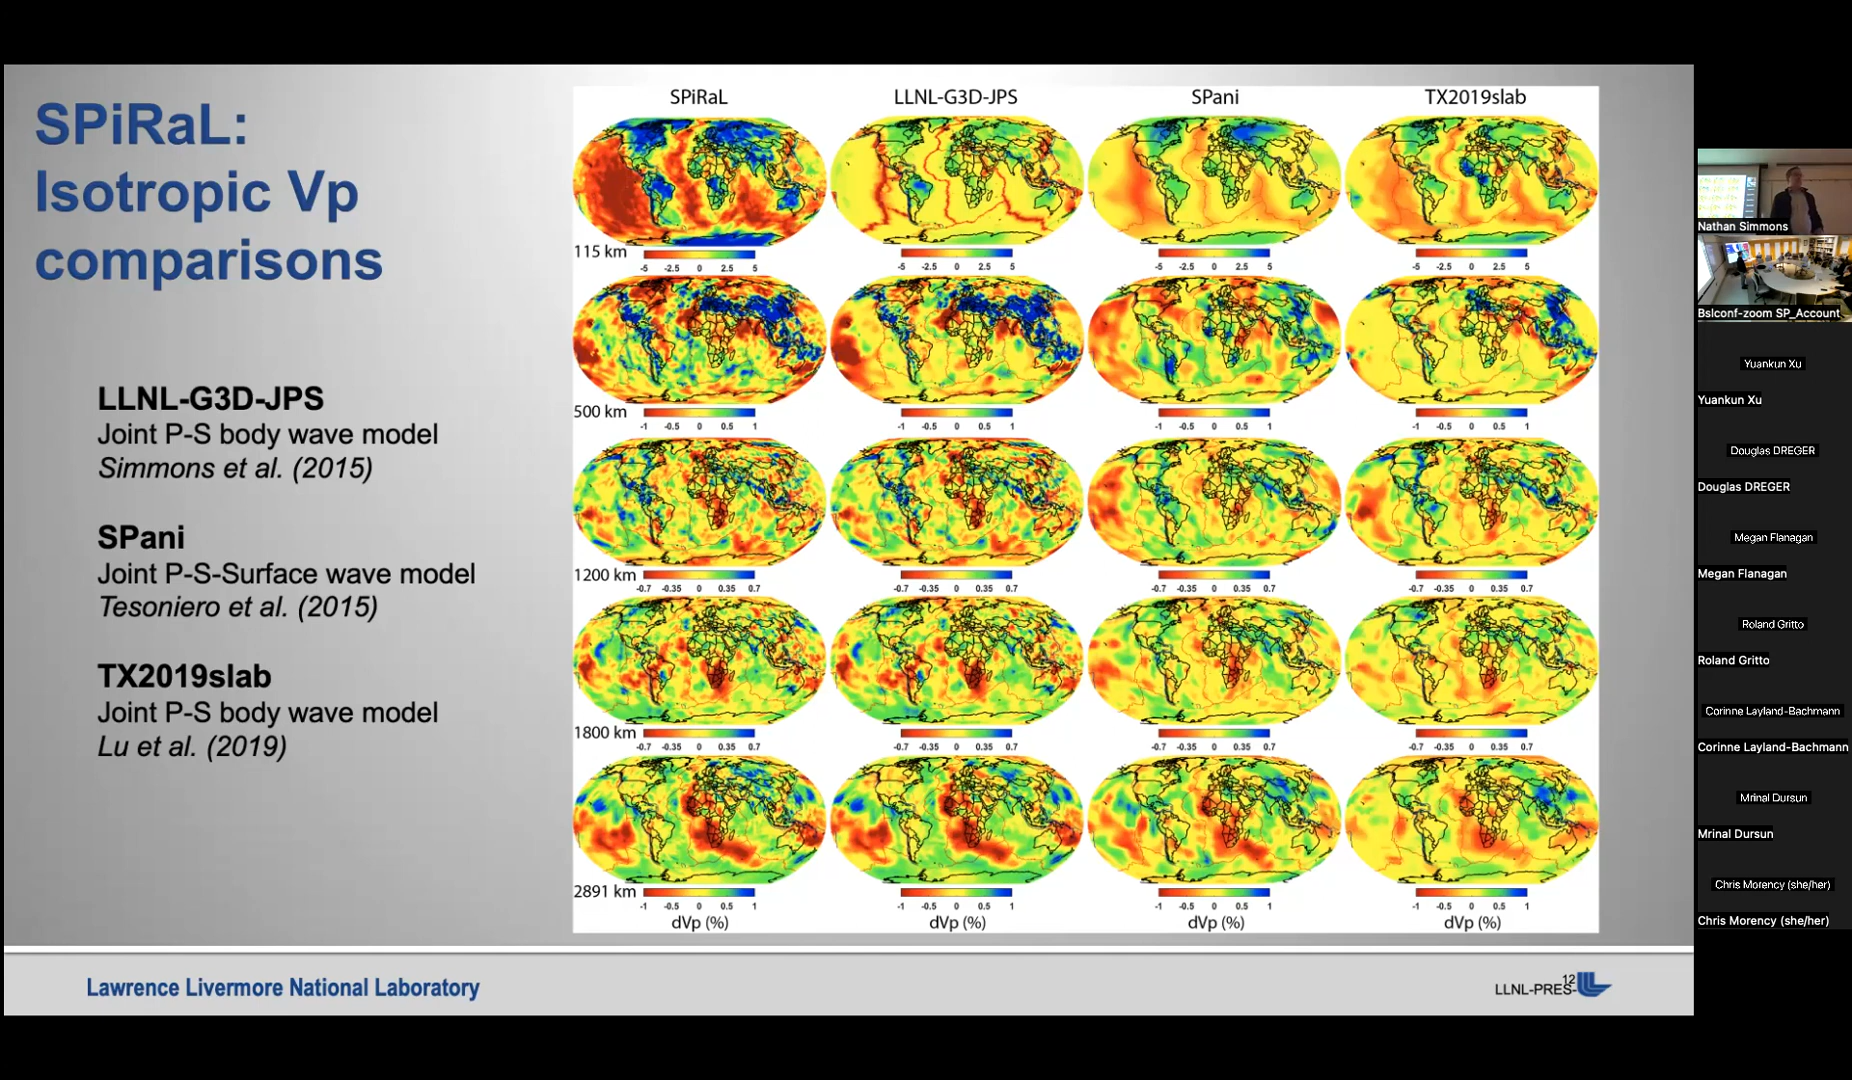 SPiRaL:
Isotropic Vp
comparisons
LLNL-G3D-JPS
Joint P-S body wave model
Simmons et al. (2015)
SPani
Joint P-S-Surface wave model
Tesoniero et al. (2015)
TX2019slab
Joint P-S body wave model
Lu et al. (2019)
SPiRaL LLNL-G3D-JPS SPani TX2019slab
115 km
-5 -2.5 0 2.5 5 -5 -2.5 0 2.5 5 -5 -2.5 0 2.5 5 -5 -2.5 0 2.5 5
500 km
-1 -0.5 0 0.5 1 -1 -0.5 0 0.5 1 -1 -0.5 0 0.5 1 -1 -0.5 0 0.5 1
1200 km
-0.7 -0.35 0 0.35 0.7 -0.7 -0.35 0 0.35 0.7 -0.7 -0.35 0 0.35 0.7 -0.7 -0.35 0 0.35 0.7
1800 km
-0.7 -0.35 0 0.35 0.7 -0.7 -0.35 0 0.35 0.7 -0.7 -0.35 0 0.35 0.7 -0.7 -0.35 0 0.35 0.7
2891 km
-1 -0.5 0 0.5 1 -1 -0.5 0 0.5 1 -1 -0.5 0 0.5 1 -1 -0.5 0 0.5 1
dVp (%) dVp (%) dVp (%) dVp (%)
Lawrence Livermore National Laboratory
12
LLNL-PRES-
Nathan Simmons
Bslconf-zoom SP_Account
Yuankun Xu
Yuankun Xu
Douglas DREGER
Douglas DREGER
Megan Flanagan
Megan Flanagan
Roland Gritto
Roland Gritto
Corinne Layland-Bachmann
Corinne Layland-Bachmann
Mrinal Dursun
Mrinal Dursun
Chris Morency (she/her)
Chris Morency (she/her)